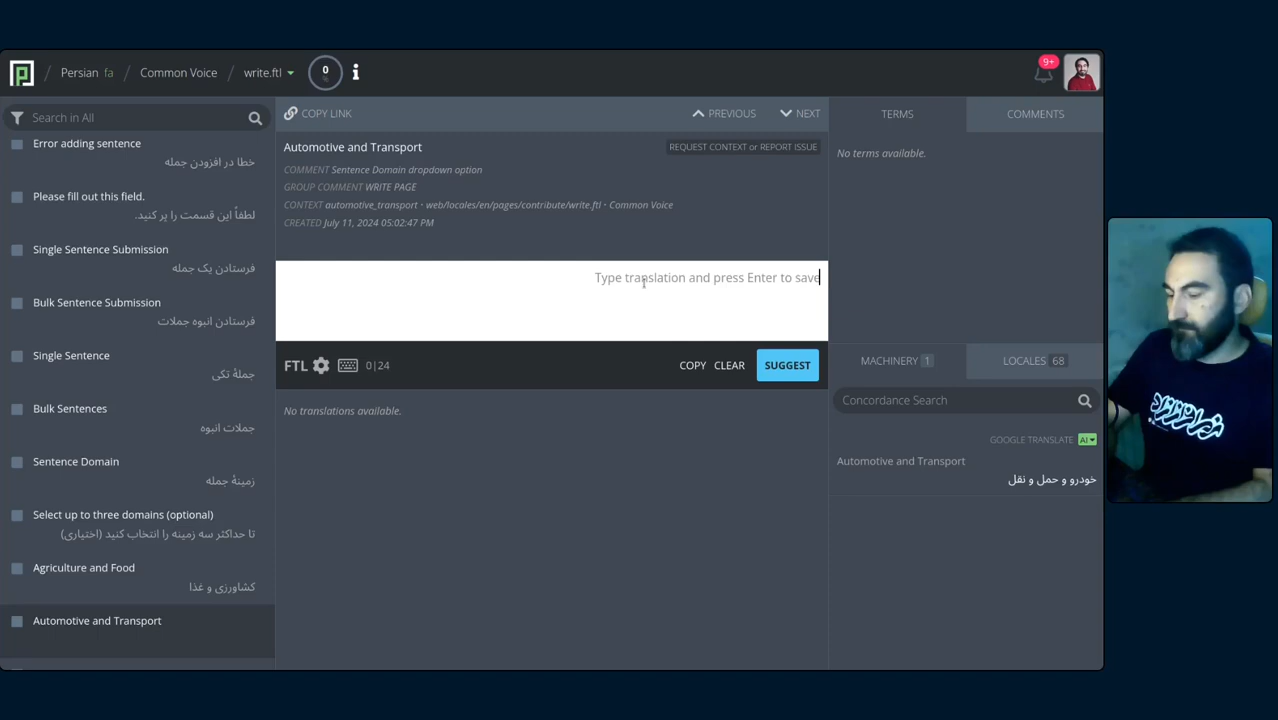 Persian fa / Common Voice / write.ftl 0 9+
Search in All
Error adding sentence
خطا در افزودن جمله
Please fill out this field.
لطفاً این قسمت را پر کنید.
Single Sentence Submission
فرستادن یک جمله
Bulk Sentence Submission
فرستادن انبوه جملات
Single Sentence
جملهٔ تکی
Bulk Sentences
جملات انبوه
Sentence Domain
زمینهٔ جمله
Select up to three domains (optional)
تا حداکثر سه زمینه را انتخاب کنید (اختیاری)
Agriculture and Food
کشاورزی و غذا
Automotive and Transport
COPY LINK PREVIOUS NEXT
Automotive and Transport REQUEST CONTEXT or REPORT ISSUE
COMMENT Sentence Domain dropdown option
GROUP COMMENT WRITE PAGE
CONTEXT automotive_transport • web/locales/en/pages/contribute/write.ftl • Common Voice
CREATED July 11, 2024 05:02:47 PM
Type translation and press Enter to save
FTL 0|24 COPY CLEAR SUGGEST
No translations available.
TERMS COMMENTS
No terms available.
MACHINERY 1 LOCALES 68
Concordance Search
GOOGLE TRANSLATE AI
Automotive and Transport
خودرو و حمل و نقل